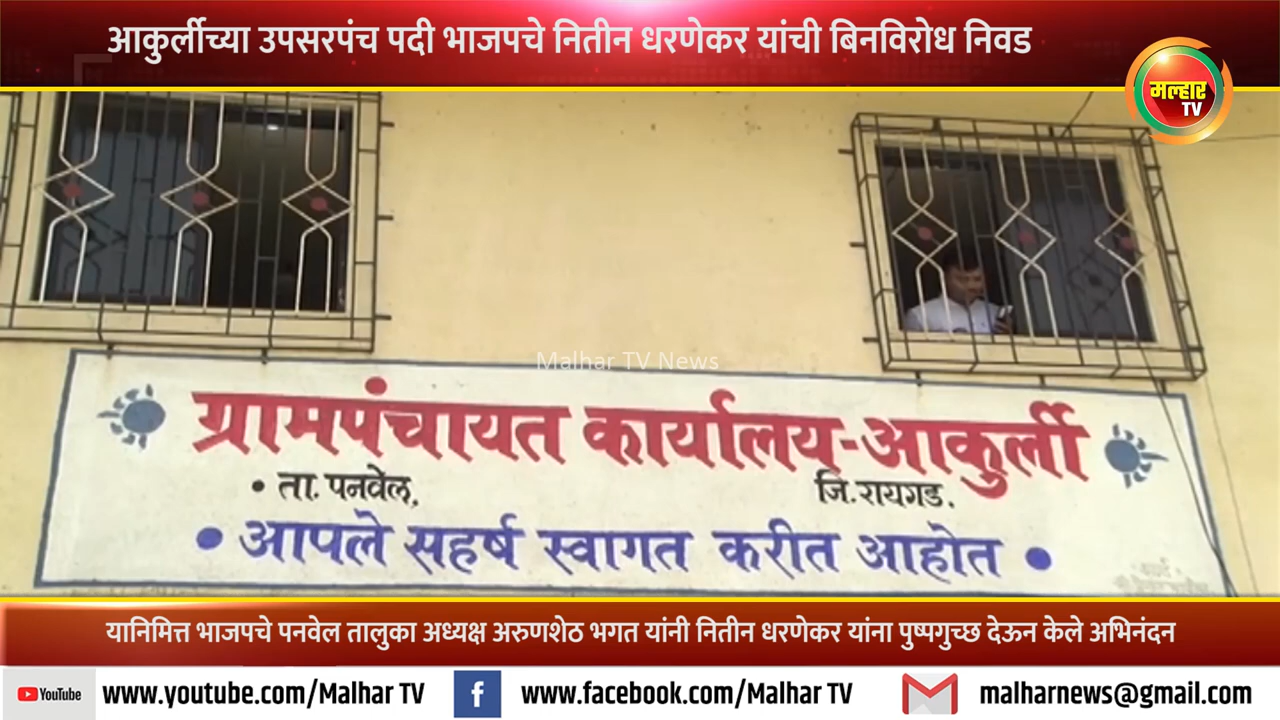 आकुर्लीच्या उपसरपंच पदी भाजपचे नितीन धरणेकर यांची बिनविरोध निवड
मल्हार
TV
Malhar TV News
ग्रामपंचायत कार्यालय-आकुर्ली
• ता. पनवेल, जि. रायगड.
• आपले सहर्ष स्वागत करीत आहोत •
यानिमित्त भाजपचे पनवेल तालुका अध्यक्ष अरुणशेठ भगत यांनी नितीन धरणेकर यांना पुष्पगुच्छ देऊन केले अभिनंदन
YouTube www.youtube.com/Malhar TV f www.facebook.com/Malhar TV malharnews@gmail.com